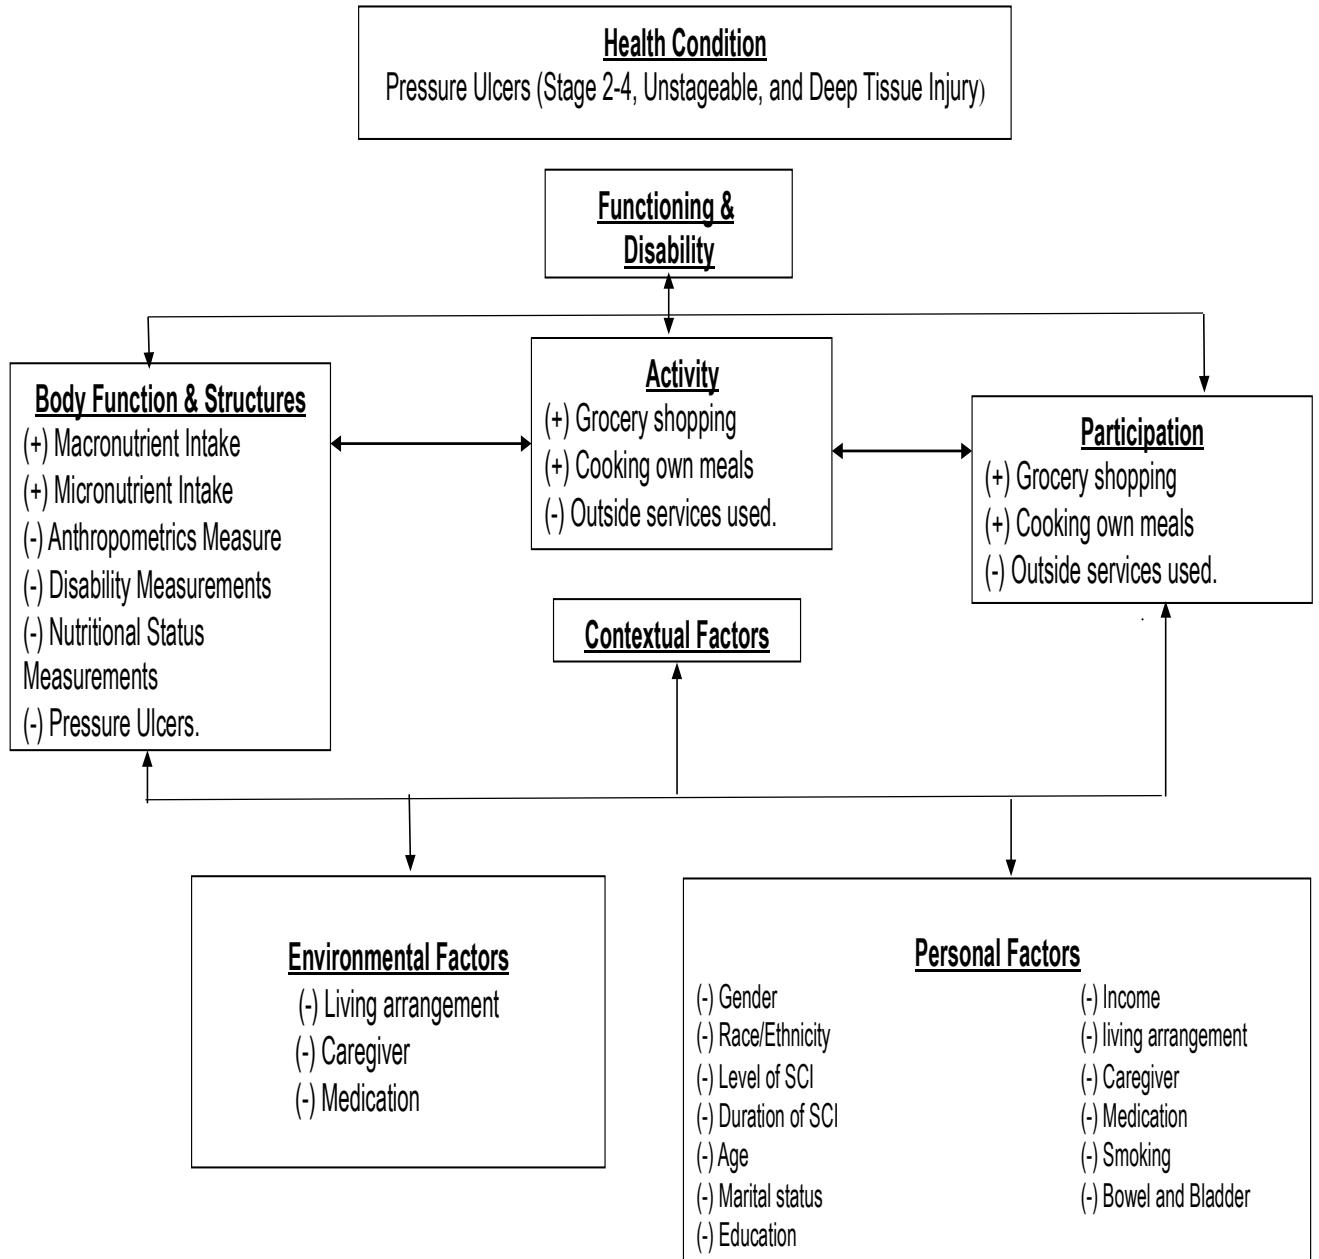 Health Condition
Pressure Ulcers (Stage 2-4, Unstageable, and Deep Tissue Injury)
Functioning &
Disability
Body Function & Structures
(+) Macronutrient Intake
(+) Micronutrient Intake
(-) Anthropometrics Measure
(-) Disability Measurements
(-) Nutritional Status
Measurements
(-) Pressure Ulcers.
Activity
(+) Grocery shopping
(+) Cooking own meals
(-) Outside services used.
Participation
(+) Grocery shopping
(+) Cooking own meals
(-) Outside services used.
.
Contextual Factors
Environmental Factors
(-) Living arrangement
(-) Caregiver
(-) Medication
Personal Factors
(-) Gender
(-) Race/Ethnicity
(-) Level of SCI
(-) Duration of SCI
(-) Age
(-) Marital status
(-) Education
(-) Income
(-) living arrangement
(-) Caregiver
(-) Medication
(-) Smoking
(-) Bowel and Bladder